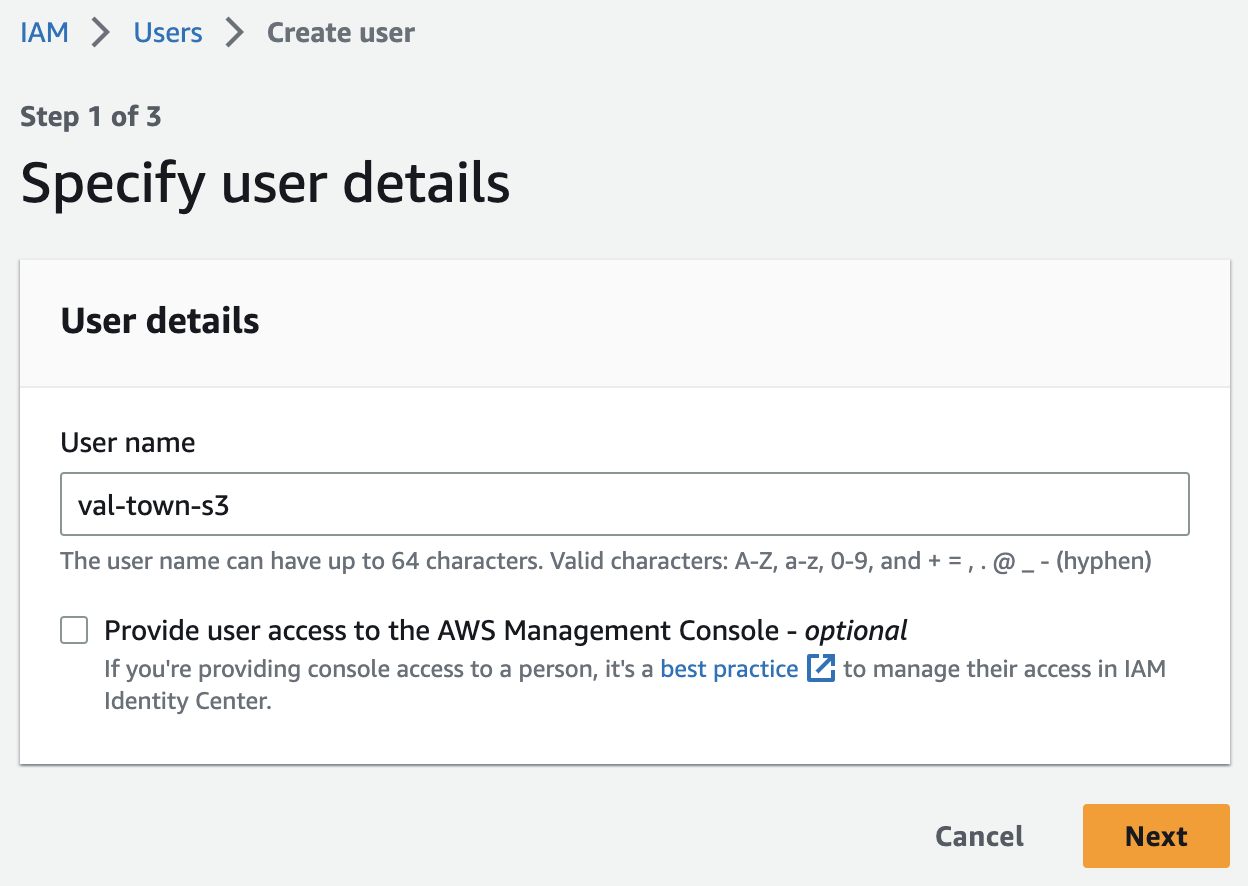 IAM > Users > Create user
Step 1 of 3
Specify user details
User details
User name
val-town-s3
The user name can have up to 64 characters. Valid characters: A-Z, a-z, 0-9, and + = , . @ _ - (hyphen)
Provide user access to the AWS Management Console - optional
If you're providing console access to a person, it's a best practice to manage their access in IAM
Identity Center.
Cancel Next